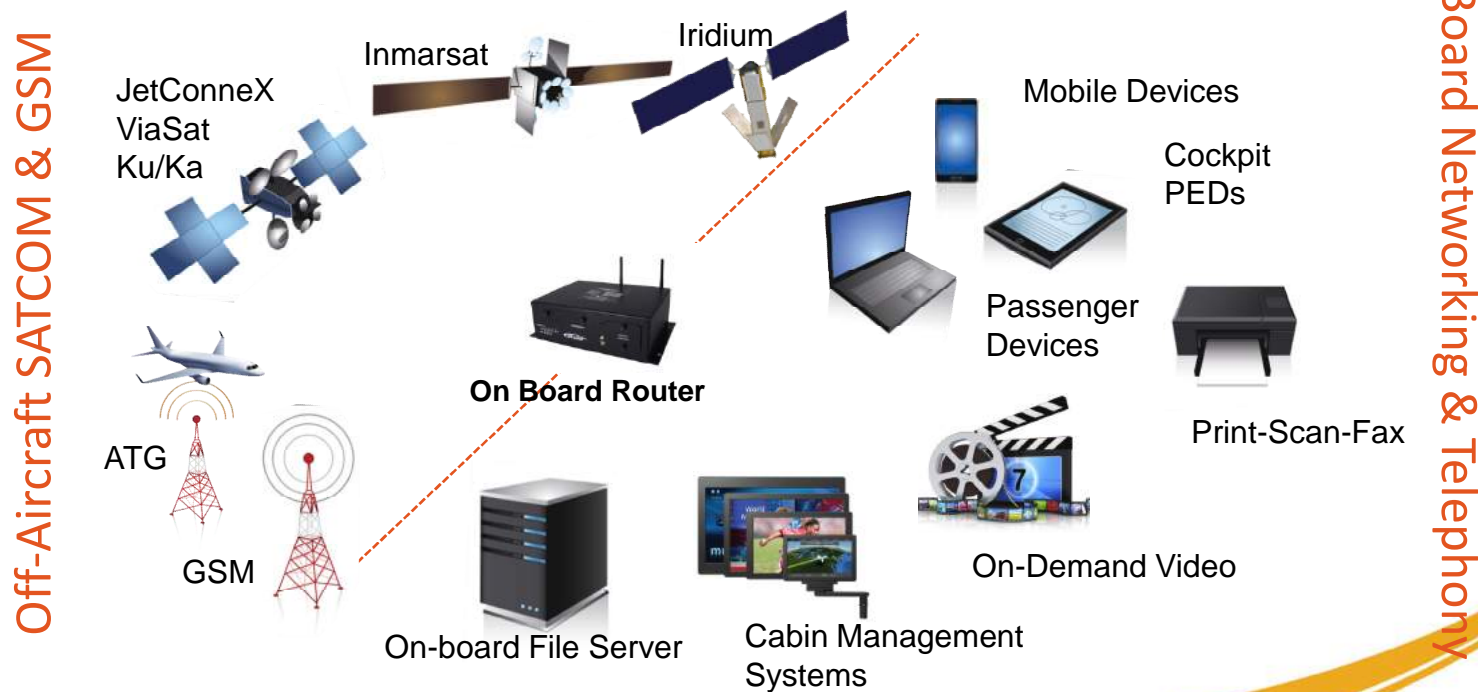 Off-Aircraft SATCOM & GSM
JetConneX
ViaSat
Ku/Ka
Inmarsat
Iridium
Mobile Devices
Cockpit
PEDs
Passenger
Devices
Print-Scan-Fax
On Board Router
ATG
GSM
On-board File Server
Cabin Management
Systems
7
On-Demand Video
Board Networking & Telephony